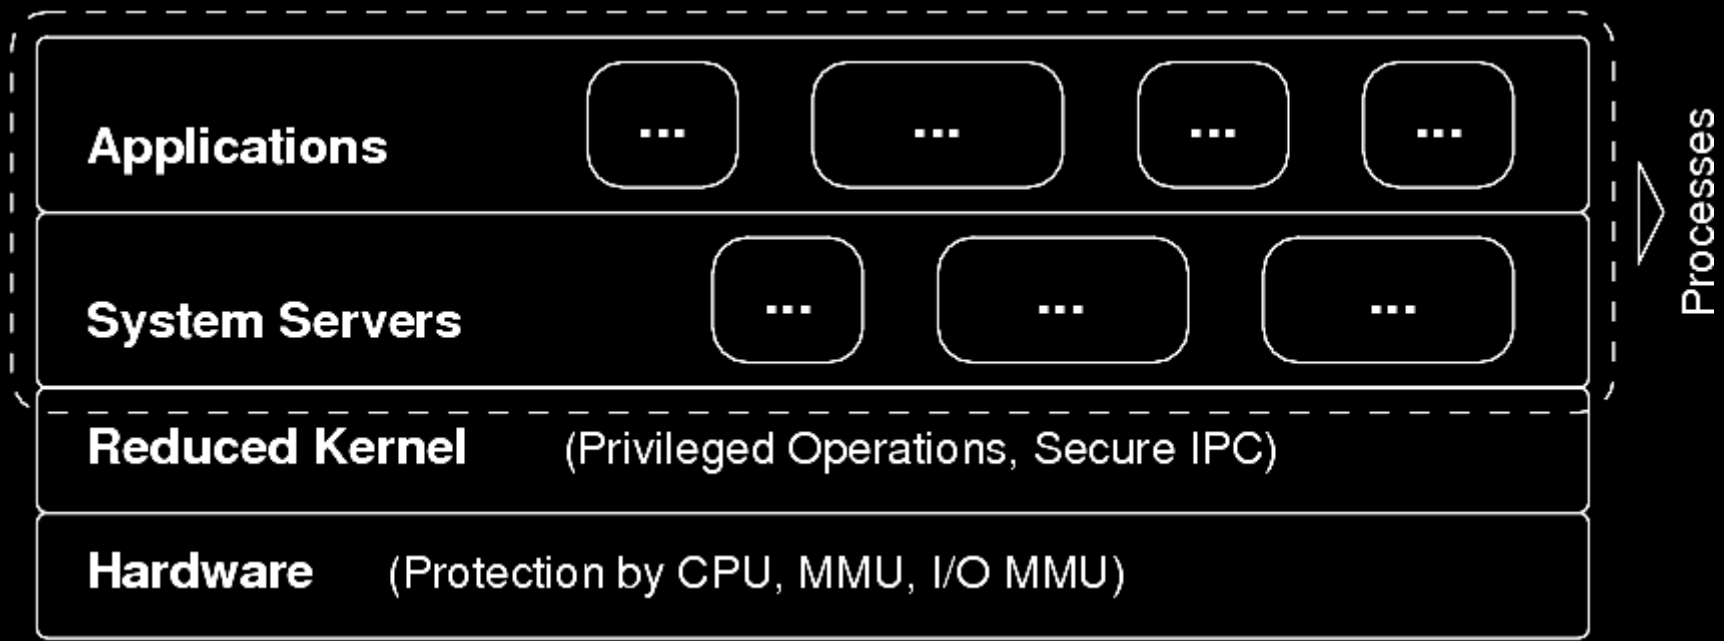 Applications ... ... ... ...
System Servers ... ... ...
Reduced Kernel (Privileged Operations, Secure IPC)
Hardware (Protection by CPU, MMU, I/O MMU)
Processes